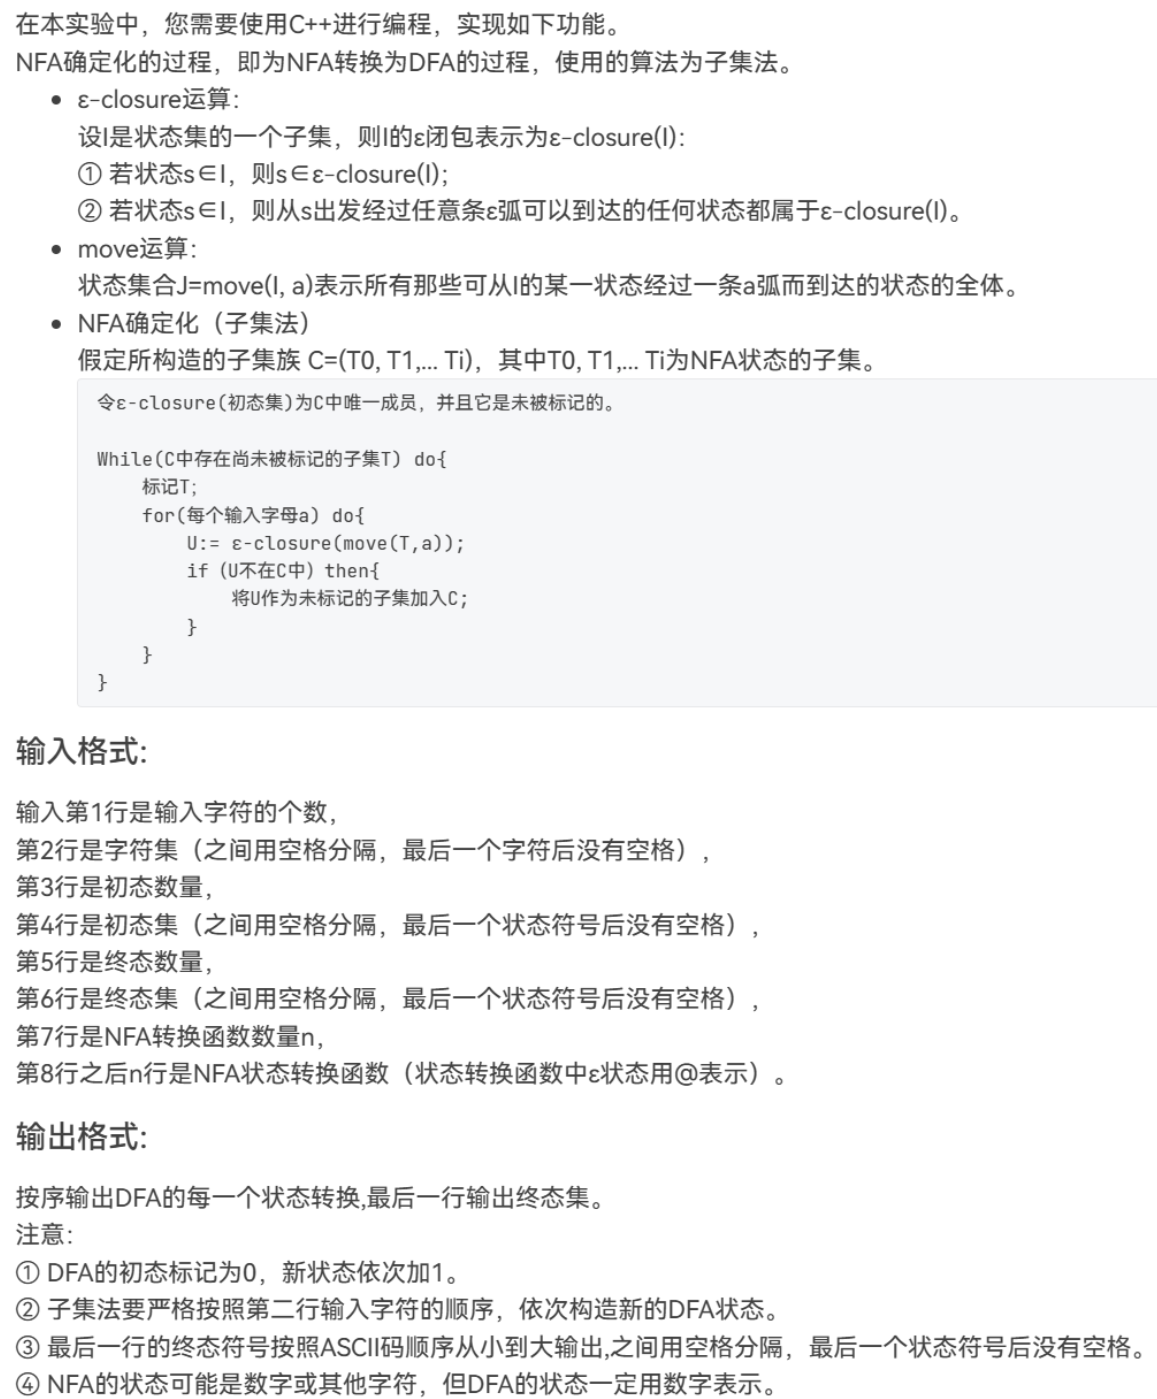 在本实验中，您需要使用C++进行编程，实现如下功能。
NFA确定化的过程，即为NFA转换为DFA的过程，使用的算法为子集法。
• ε-closure运算：
设I是状态集的一个子集，则I的ε闭包表示为ε-closure(I)：
① 若状态s∈I，则s∈ε-closure(I);
② 若状态s∈I，则从s出发经过任意条ε弧可以到达的任何状态都属于ε-closure(I)。
• move运算：
状态集合J=move(I, a)表示所有那些可从I的某一状态经过一条a弧而到达的状态的全体。
• NFA确定化（子集法）
假定所构造的子集族 C=(T0, T1,... Ti)，其中T0, T1,... Ti为NFA状态的子集。
令ε-closure(初态集)为C中唯一成员，并且它是未被标记的。
While(C中存在尚未被标记的子集T) do{
标记T;
for(每个输入字母a) do{
U:= ε-closure(move(T,a));
if (U不在C中) then{
将U作为未标记的子集加入C;
}
}
}
输入格式:
输入第1行是输入字符的个数，
第2行是字符集（之间用空格分隔，最后一个字符后没有空格），
第3行是初态数量，
第4行是初态集（之间用空格分隔，最后一个状态符号后没有空格），
第5行是终态数量，
第6行是终态集（之间用空格分隔，最后一个状态符号后没有空格），
第7行是NFA转换函数数量n，
第8行之后n行是NFA状态转换函数（状态转换函数中ε状态用@表示）。
输出格式:
按序输出DFA的每一个状态转换,最后一行输出终态集。
注意：
① DFA的初态标记为0，新状态依次加1。
② 子集法要严格按照第二行输入字符的顺序，依次构造新的DFA状态。
③ 最后一行的终态符号按照ASCII码顺序从小到大输出,之间用空格分隔，最后一个状态符号后没有空格。
④ NFA的状态可能是数字或其他字符，但DFA的状态一定用数字表示。